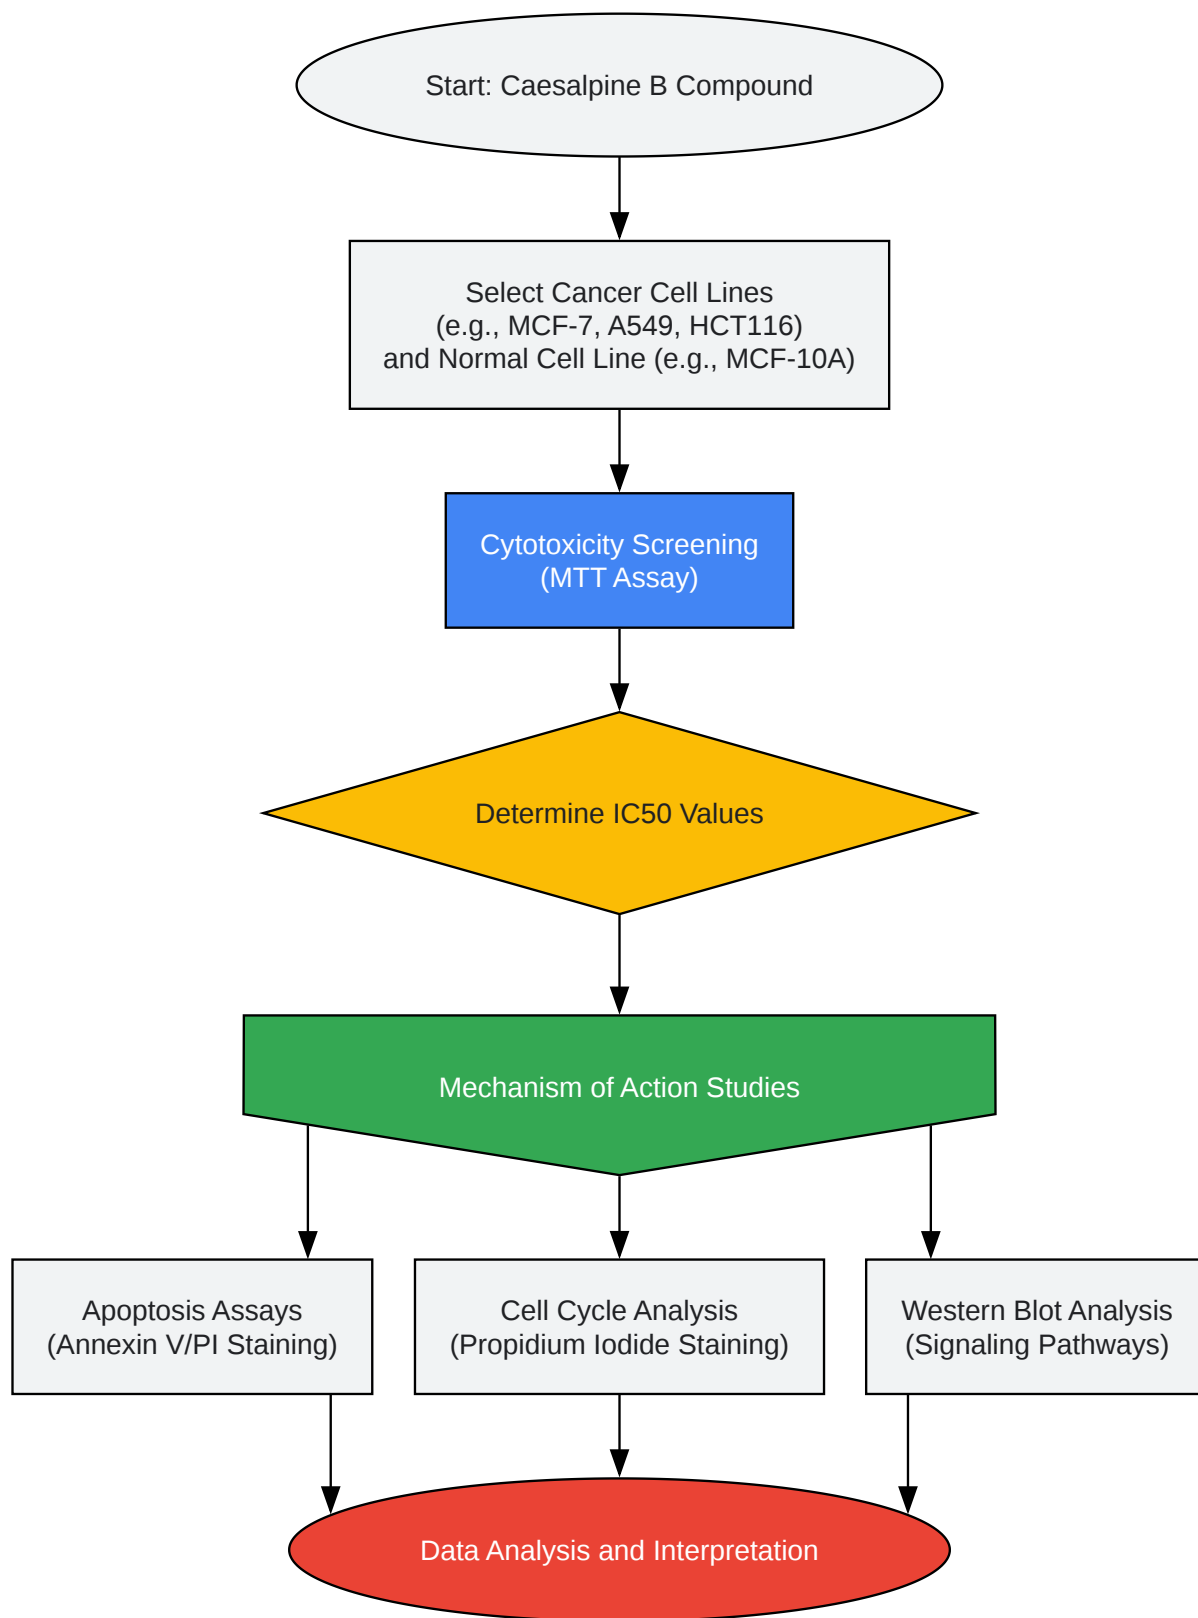 Start: Caesalpine B Compound
Select Cancer Cell Lines
(e.g., MCF-7, A549, HCT116)
and Normal Cell Line (e.g., MCF-10A)
Cytotoxicity Screening
(MTT Assay)
Determine IC50 Values
Mechanism of Action Studies
Apoptosis Assays
(Annexin V/PI Staining)
Cell Cycle Analysis
(Propidium Iodide Staining)
Western Blot Analysis
(Signaling Pathways)
Data Analysis and Interpretation